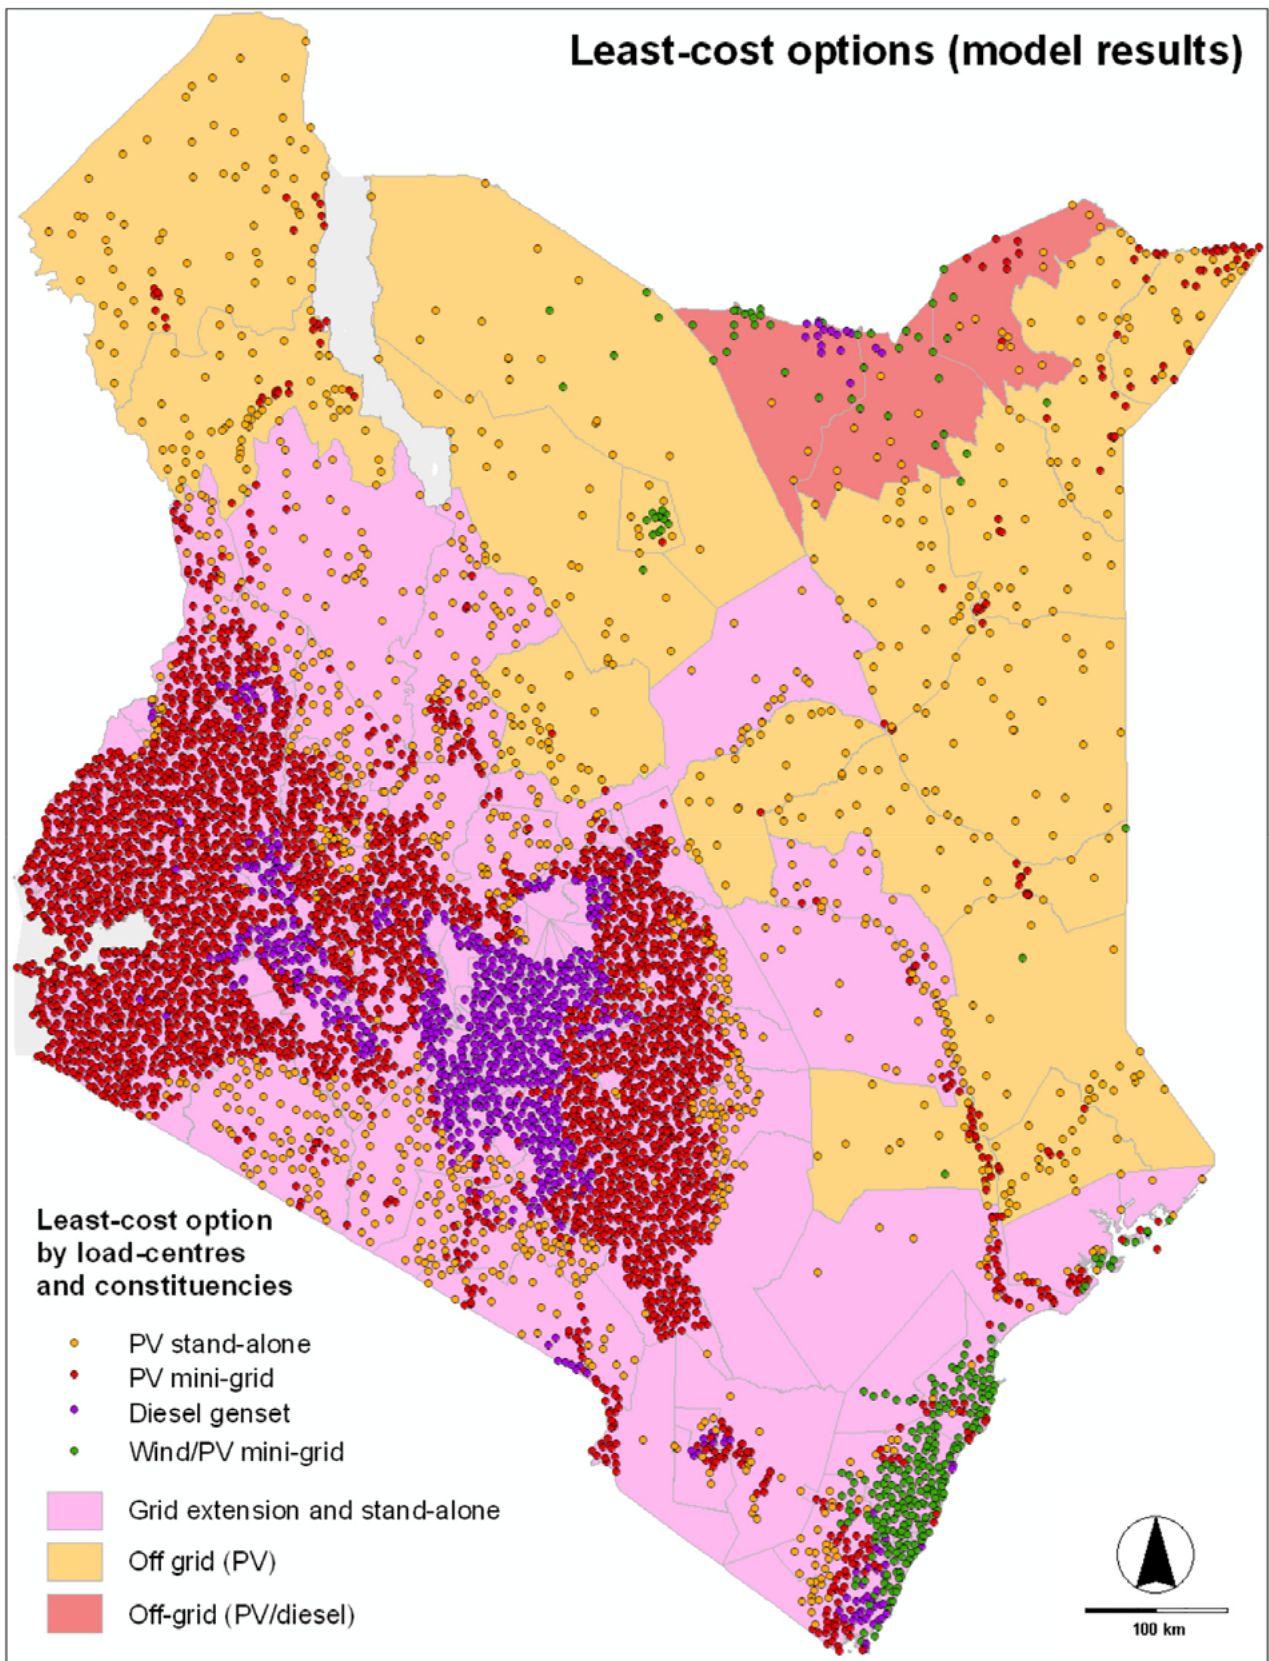 Least-cost options (model results)
Least-cost option
by load-centres
and constituencies
PV stand-alone
PV mini-grid
Diesel genset
Wind/PV mini-grid
Grid extension and stand-alone
Off grid (PV)
Off-grid (PV/diesel)
100 km